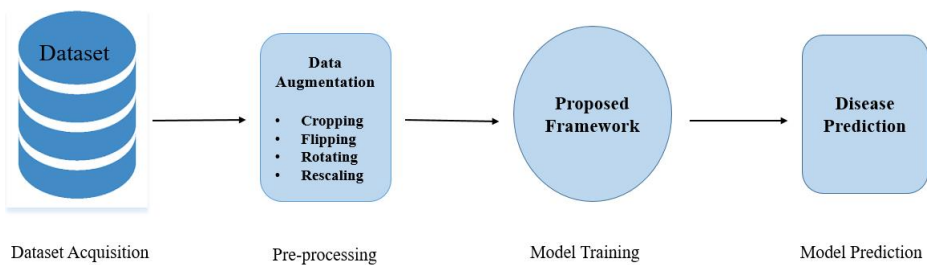 Dataset
Data
Augmentation
• Cropping
• Flipping
• Rotating
• Rescaling
Proposed
Framework
Disease
Prediction
Dataset Acquisition
Pre-processing
Model Training
Model Prediction